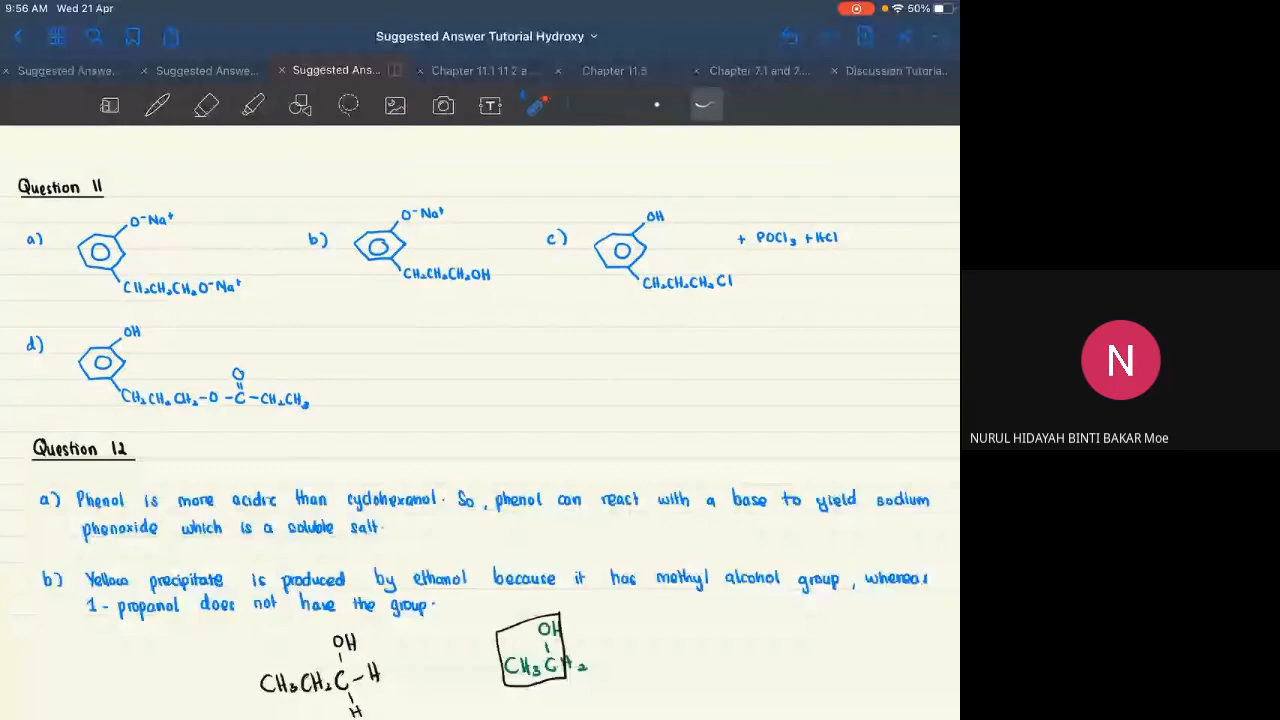 9:56 AM Wed 21 Apr
50%
Suggested Answer Tutorial Hydroxy
Suggested Answe...
Suggested Answe...
Suggested Ans...
Chapter 11.1 11.2 a...
Chapter 11.5
Chapter 7.1 and 7....
Discussion Tutoria...
T
Question 11
a)
O⁻Na⁺
CH₂CH₂CH₂O⁻Na⁺
b)
O⁻Na⁺
CH₂CH₂CH₂OH
c)
OH
CH₂CH₂CH₂Cl
+ POCl₃ + HCl
d)
OH
O
CH₂CH₂CH₂-O-C-CH₂CH₃
Question 12
a) Phenol is more acidic than cyclohexanol. So, phenol can react with a base to yield sodium
phenoxide which is a soluble salt.
b) Yellow precipitate is produced by ethanol because it has methyl alcohol group, whereas
1-propanol does not have the group.
OH
CH₃CH₂C-H
H
OH
CH₃CH₂
N
NURUL HIDAYAH BINTI BAKAR Moe